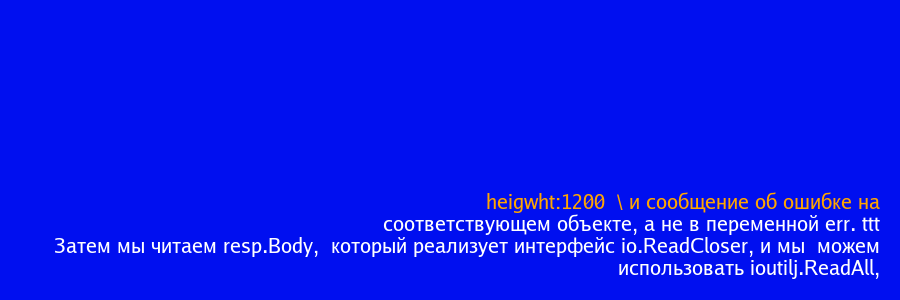 heigwht:1200  \ и сообщение об ошибке на
соответствующем объекте, а не в переменной err. ttt
Затем мы читаем resp.Body,  который реализует интерфейс io.ReadCloser, и мы  можем
использовать ioutilj.ReadAll,